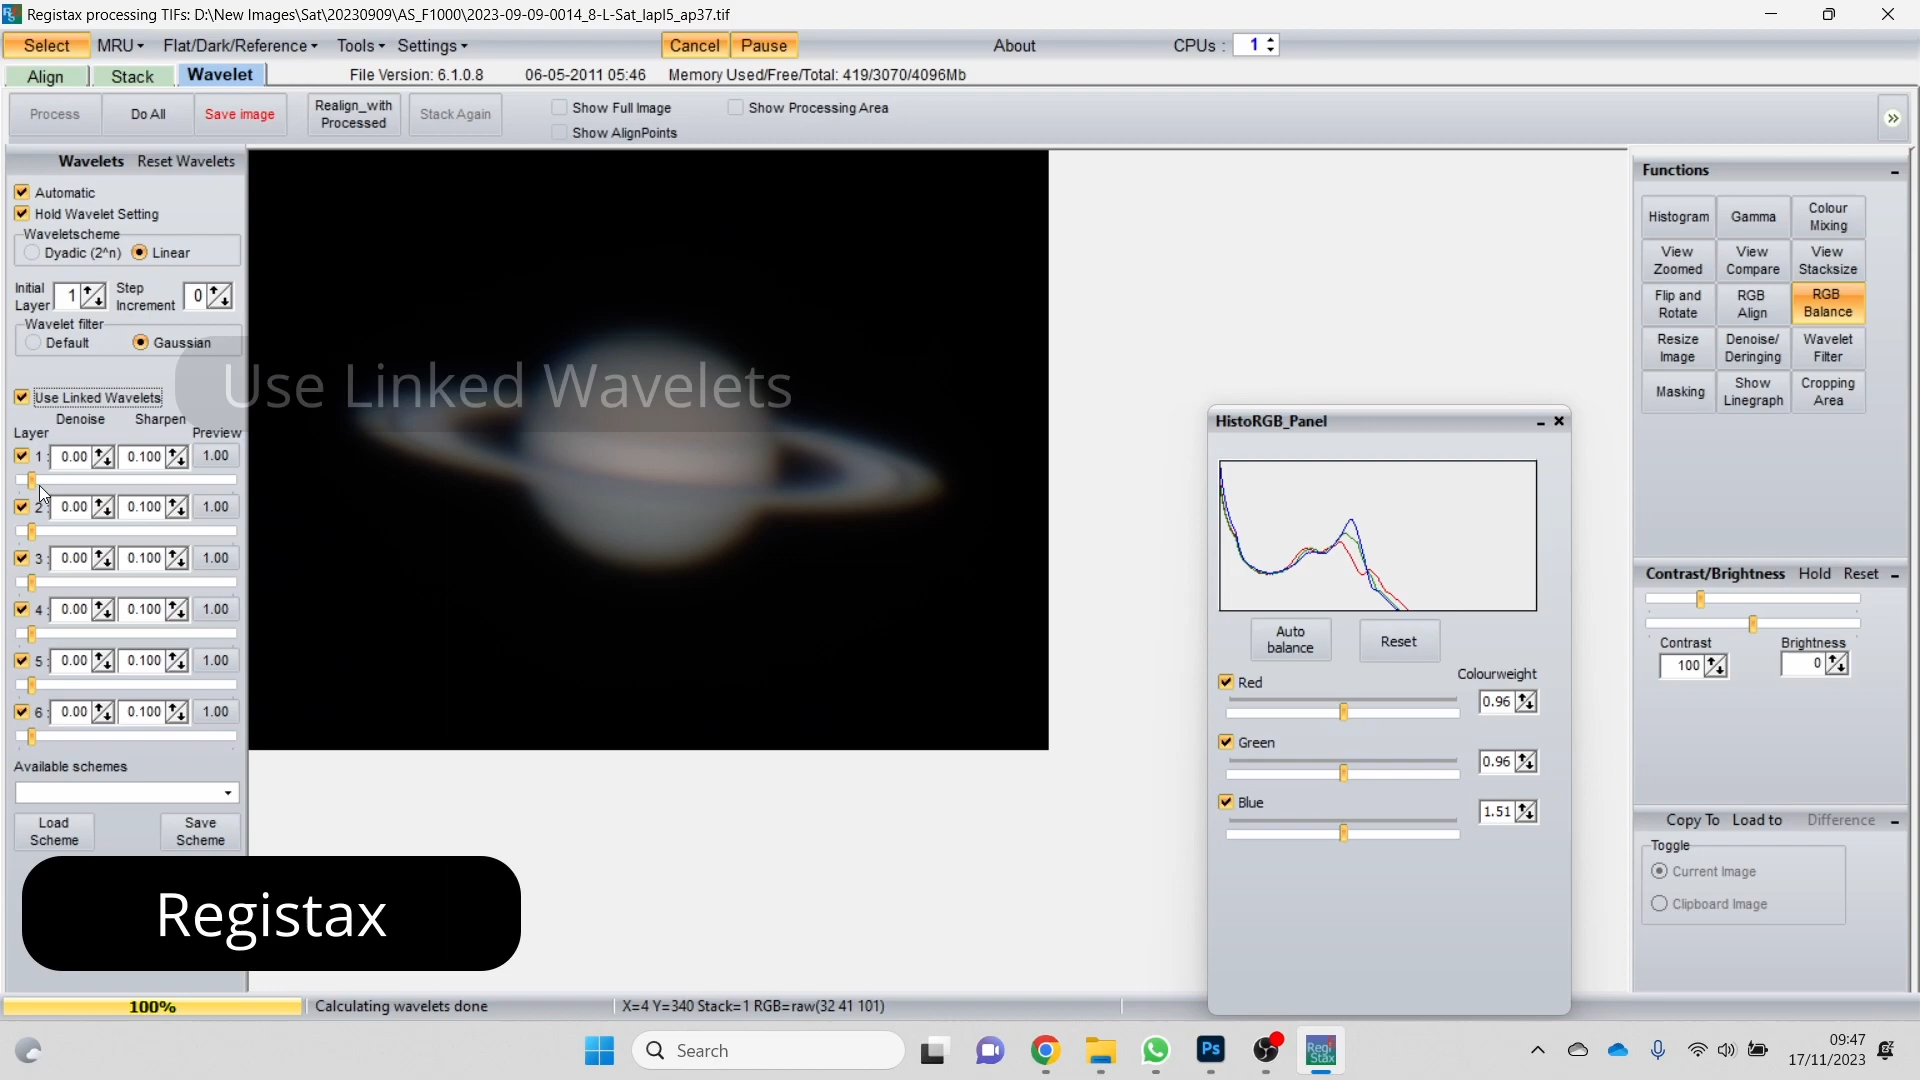 Registax processing TIFs: D:\New Images\Sat\20230909\AS_F1000\2023-09-09-0014_8-L-Sat_lapl5_ap37.tif
Select MRU Flat/Dark/Reference Tools Settings Cancel Pause About CPUs : 1
Align Stack Wavelet File Version: 6.1.0.8 06-05-2011 05:46 Memory Used/Free/Total: 419/3070/4096Mb
Process Do All Save image Realign_with Processed Stack Again
Show Full Image Show Processing Area
Show AlignPoints
Wavelets Reset Wavelets
Automatic
Hold Wavelet Setting
Waveletscheme
Dyadic (2^n) Linear
Initial Layer 1 Step Increment 0
Wavelet filter
Default Gaussian
Use Linked Wavelets
Use Linked Wavelets
Denoise Sharpen
Layer Preview
1 : 0.00 0.100 1.00
2 : 0.00 0.100 1.00
3 : 0.00 0.100 1.00
4 : 0.00 0.100 1.00
5 : 0.00 0.100 1.00
6 : 0.00 0.100 1.00
Available schemes
Load Scheme
Save Scheme
Registax
HistoRGB_Panel
Auto balance
Reset
Colourweight
Red 0.96
Green 0.96
Blue 1.51
Functions
Histogram Gamma Colour Mixing
View Zoomed View Compare View Stacksize
Flip and Rotate RGB Align RGB Balance
Resize Image Denoise/ Deringing Wavelet Filter
Masking Show Linegraph Cropping Area
Contrast/Brightness Hold Reset
Contrast Brightness
100 0
Copy To Load to Difference
Toggle
Current Image
Clipboard Image
100% Calculating wavelets done X=4 Y=340 Stack=1 RGB=raw(32 41 101)
Search
Ps
Regi Stax
09:47
17/11/2023